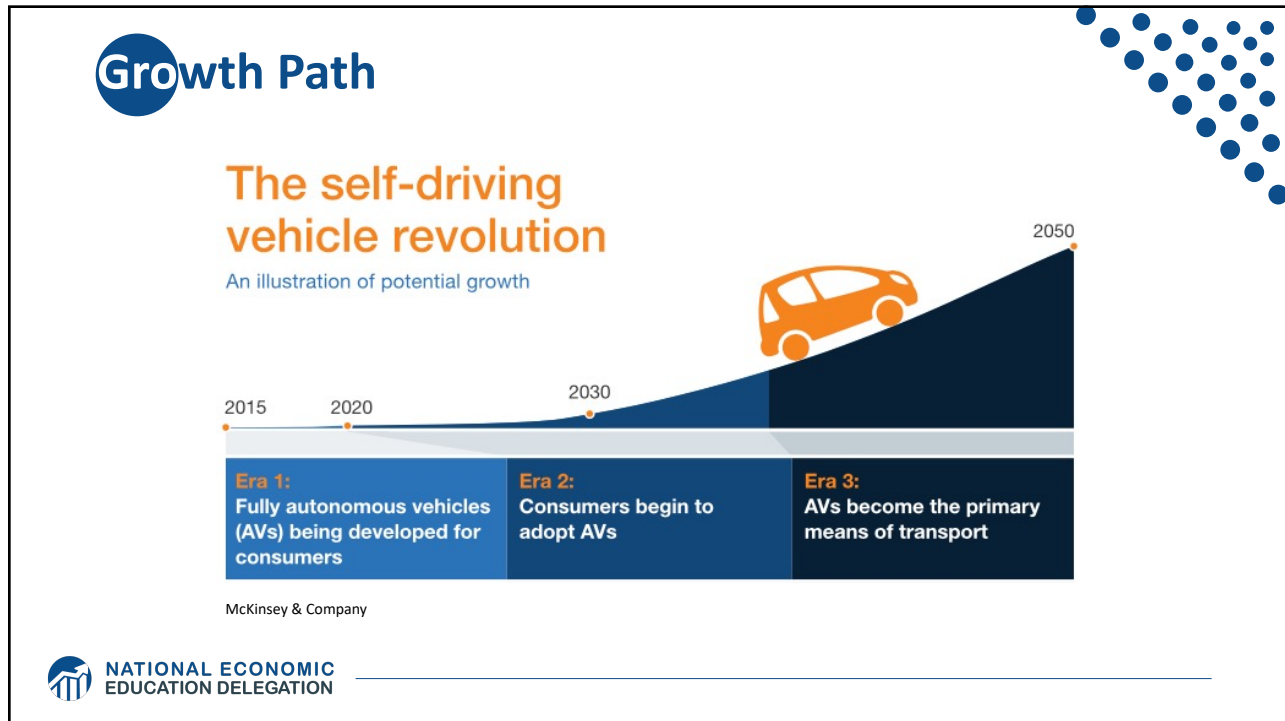 Growth Path
The self-driving
vehicle revolution
An illustration of potential growth
2050
2030
2015
2020
Era 1:
Fully autonomous vehicles
(AVs) being developed for
consumers
Era 2:
Consumers begin to
adopt AVs
Era 3:
AVs become the primary
means of transport
McKinsey & Company
NATIONAL ECONOMIC
EDUCATION DELEGATION